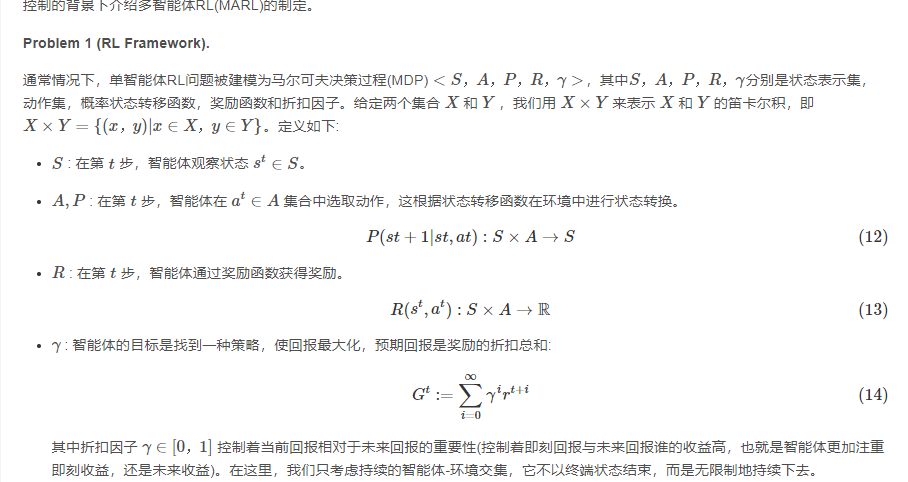 控制的背景下介绍多智能体RL(MARL)的制定。
Problem 1 (RL Framework).
通常情况下，单智能体RL问题被建模为马尔可夫决策过程(MDP) < S，A，P，R，γ >，其中S，A，P，R，γ分别是状态表示集，
动作集，概率状态转移函数，奖励函数和折扣因子。给定两个集合 X 和 Y ，我们用 X × Y 来表示 X 和 Y 的笛卡尔积，即
X × Y = {(x，y)|x ∈ X，y ∈ Y}。定义如下:
• S : 在第 t 步，智能体观察状态 s^t ∈ S。
• A, P : 在第 t 步，智能体在 a^t ∈ A 集合中选取动作，这根据状态转移函数在环境中进行状态转换。
P(st + 1|st, at) : S × A → S (12)
• R : 在第 t 步，智能体通过奖励函数获得奖励。
R(s^t, a^t) : S × A → ℝ (13)
• γ : 智能体的目标是找到一种策略，使回报最大化，预期回报是奖励的折扣总和:
G^t := ∑_{i=0}^{∞} γ^i r^{t+i} (14)
其中折扣因子 γ ∈ [0，1] 控制着当前回报相对于未来回报的重要性(控制着即刻回报与未来回报谁的收益高，也就是智能体更加注重
即刻收益，还是未来收益)。在这里，我们只考虑持续的智能体-环境交集，它不以终端状态结束，而是无限制地持续下去。